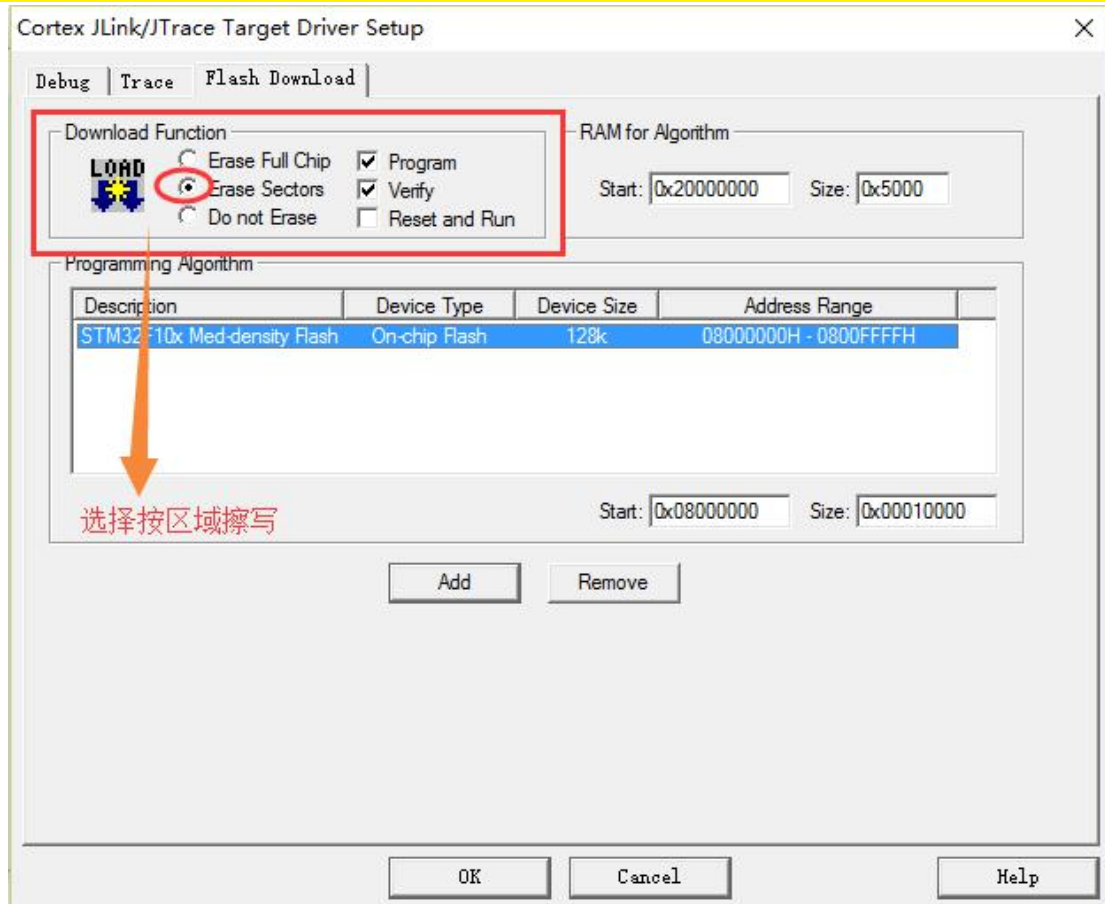 Cortex JLink/JTrace Target Driver Setup
Debug Trace Flash Download
Download Function
LOAD
Erase Full Chip
Erase Sectors
Do not Erase
Program
Verify
Reset and Run
RAM for Algorithm
Start: 0x20000000 Size: 0x5000
Programming Algorithm
Description Device Type Device Size Address Range
STM32F10x Med-density Flash On-chip Flash 128k 08000000H - 0800FFFFH
选择按区域擦写
Start: 0x08000000 Size: 0x00010000
Add Remove
OK Cancel Help